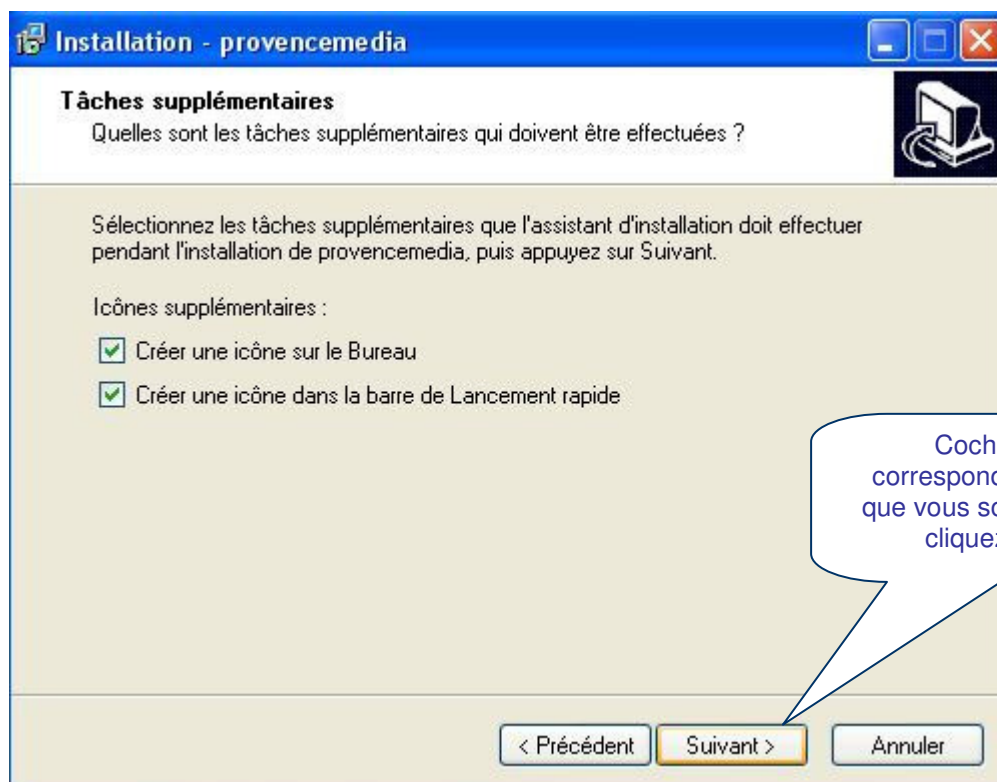 Installation - provencemedia
Tâches supplémentaires
Quelles sont les tâches supplémentaires qui doivent être effectuées ?
Sélectionnez les tâches supplémentaires que l'assistant d'installation doit effectuer
pendant l'installation de provencemedia, puis appuyez sur Suivant.
Icônes supplémentaires :
Créer une icône sur le Bureau
Créer une icône dans la barre de Lancement rapide
que vous
< Précédent Suivant > Annuler